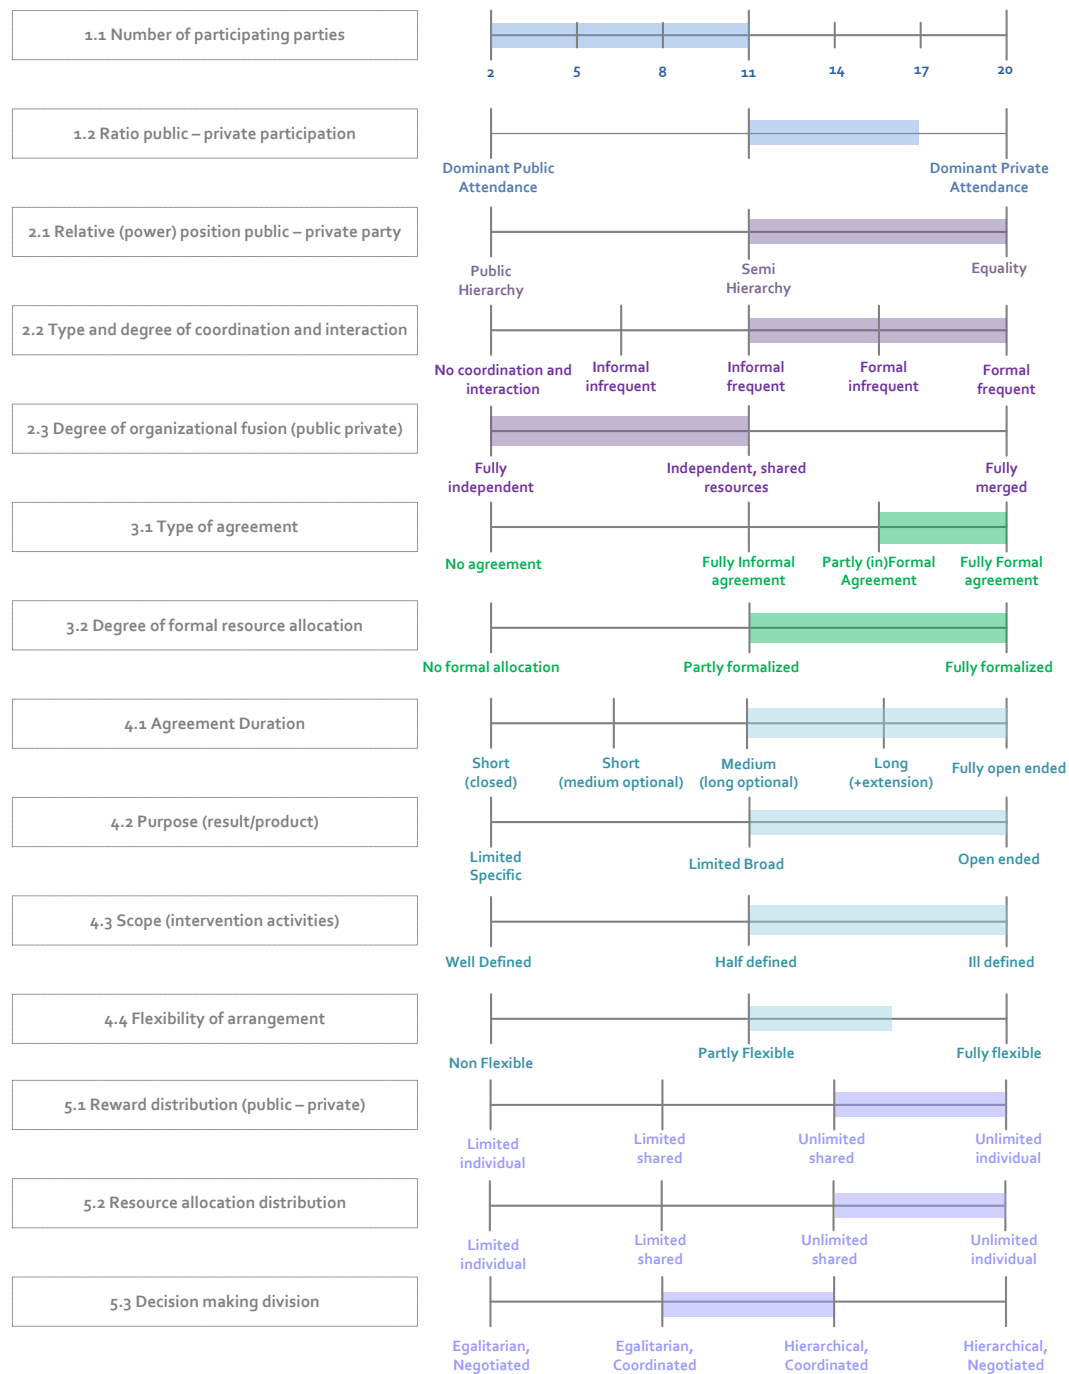 1.1 Number of participating parties
2 5 8 11 14 17 20
1.2 Ratio public – private participation
Dominant Public Dominant Private
Attendance Attendance
2.1 Relative (power) position public – private party
Public Semi Equality
Hierarchy Hierarchy
2.2 Type and degree of coordination and interaction
No coordination and Informal Informal Formal Formal
interaction infrequent frequent infrequent frequent
2.3 Degree of organizational fusion (public private)
Fully Independent, shared Fully
independent resources merged
3.1 Type of agreement
No agreement Fully Informal Partly (in)Formal Fully Formal
agreement Agreement agreement
3.2 Degree of formal resource allocation
No formal allocation Partly formalized Fully formalized
4.1 Agreement Duration
Short Short Medium Long Fully open ended
(closed) (medium optional) (long optional) (+extension)
4.2 Purpose (result/product)
Limited Limited Broad Open ended
Specific
4.3 Scope (intervention activities)
Well Defined Half defined Ill defined
4.4 Flexibility of arrangement
Non Flexible Partly Flexible Fully flexible
5.1 Reward distribution (public – private)
Limited Limited Unlimited Unlimited
individual shared shared individual
5.2 Resource allocation distribution
Limited Limited Unlimited Unlimited
individual shared shared individual
5.3 Decision making division
Egalitarian, Egalitarian, Hierarchical, Hierarchical,
Negotiated Coordinated Coordinated Negotiated